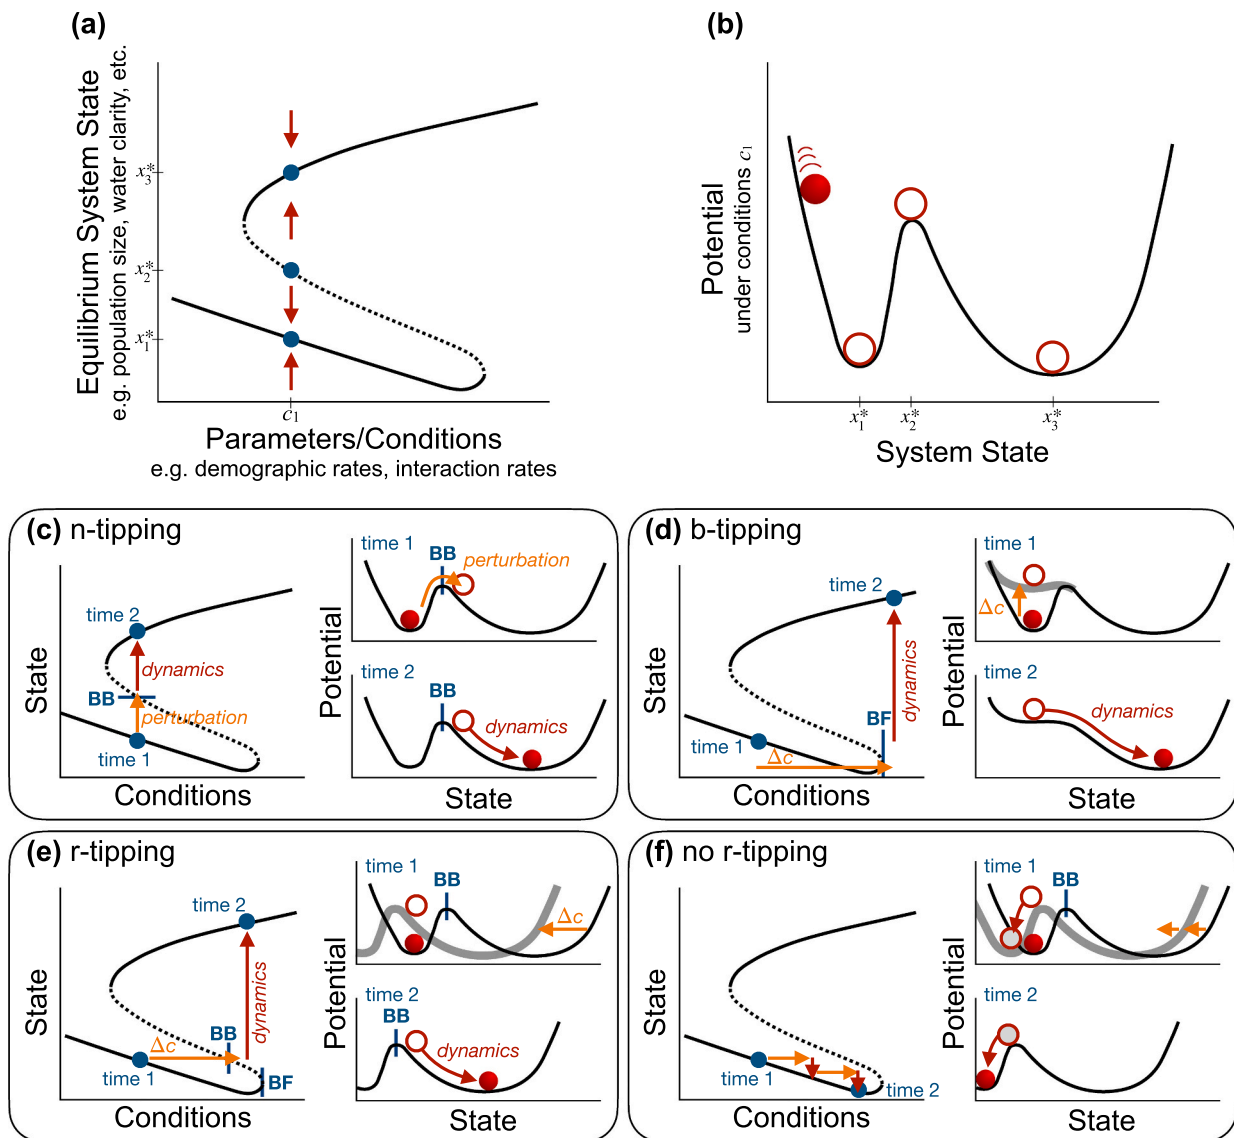 (a)
Equilibrium System State
e.g. population size, water clarity, etc.
x₃*
x₂*
x₁*
c₁
Parameters/Conditions
e.g. demographic rates, interaction rates
(b)
Potential
under conditions c₁
x₁*
x₂*
x₃*
System State
(c) n-tipping
State
time 2
dynamics
BB
perturbation
time 1
Conditions
Potential
time 1
BB
perturbation
time 2
BB
dynamics
State
(d) b-tipping
State
time 2
dynamics
BF
time 1
Δc
Conditions
Potential
time 1
Δc
time 2
dynamics
State
(e) r-tipping
State
time 2
dynamics
BB
Δc
time 1
BF
Conditions
Potential
time 1
BB
Δc
time 2
BB
dynamics
State
(f) no r-tipping
State
time 1
time 2
Conditions
Potential
time 1
BB
time 2
State